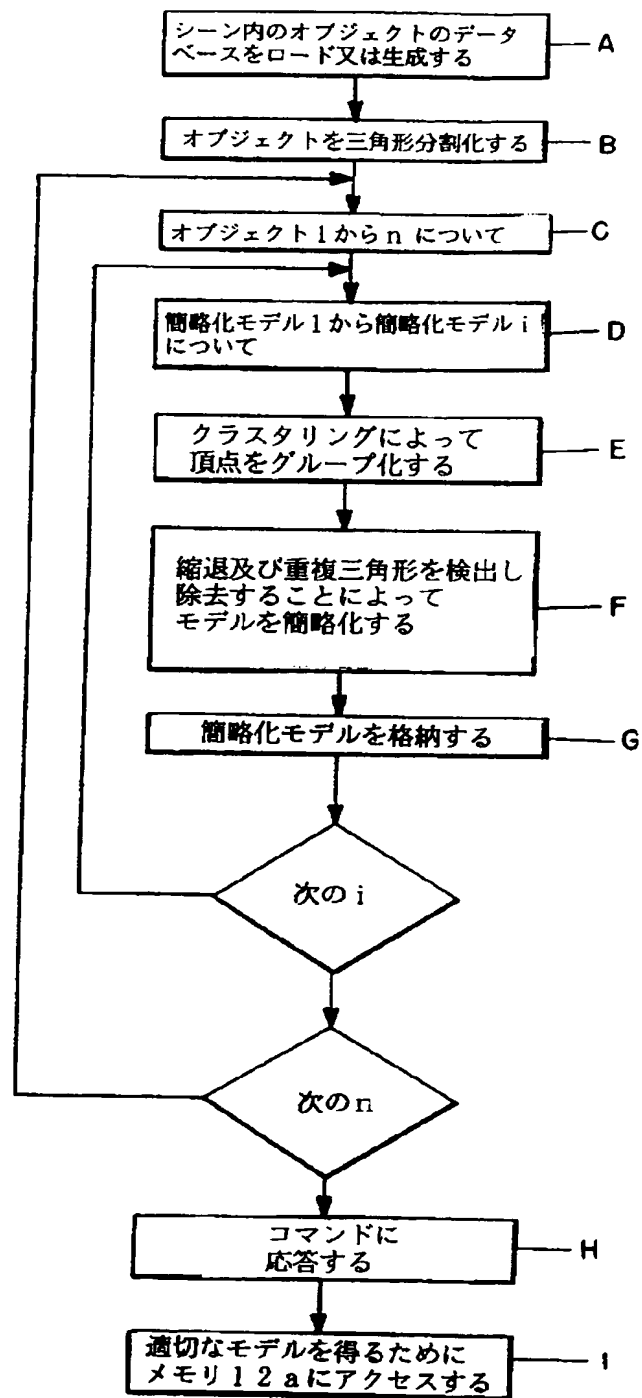 シーン内のオブジェクトのデータ
ベースをロード又は生成する
A
オブジェクトを三角形分割化する
B
オブジェクト1からn について
C
簡略化モデル1から簡略化モデルi
について
D
クラスタリングによって
頂点をグループ化する
E
縮退及び重複三角形を検出し
除去することによって
モデルを簡略化する
F
簡略化モデルを格納する
G
次のi
次のn
コマンドに
応答する
H
適切なモデルを得るために
メモリ12aにアクセスする
I